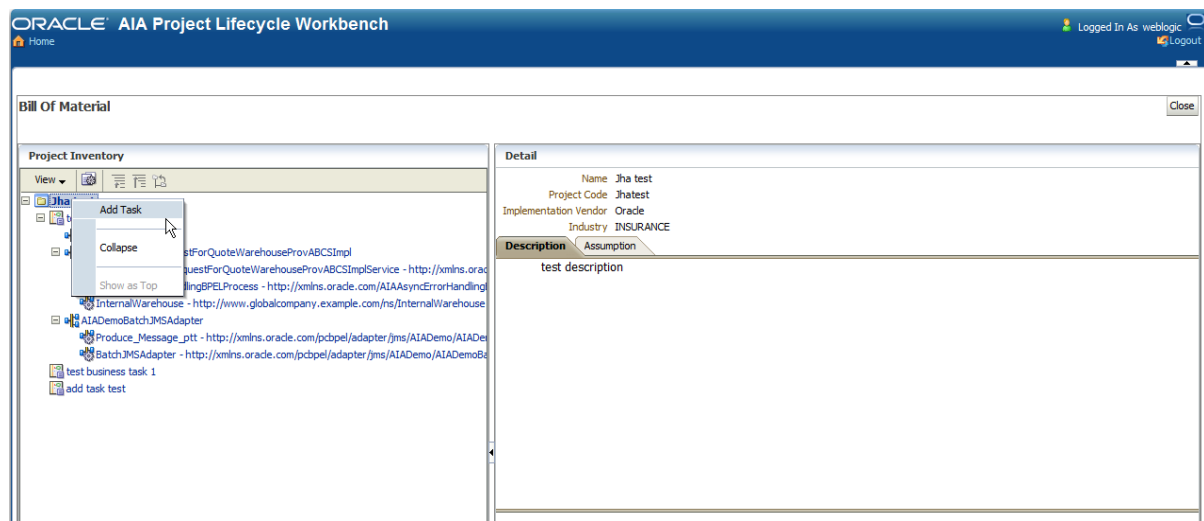 ORACLE AIA Project Lifecycle Workbench
Logged In As weblogic
Home
Logout
Bill Of Material
Close
Project Inventory
View
Jha
Add Task
Collapse
stForQuoteWarehouseProvABCSImpl
questForQuoteWarehouseProvABCSImplService - http://xmlns.orac
Show as Top
lingBPELProcess - http://xmlns.oracle.com/AIAAsyncErrorHandling
InternalWarehouse - http://www.globalcompany.example.com/ns/InternalWarehouse
AIADemoBatchJMSAdapter
Produce_Message_ptt - http://xmlns.oracle.com/pcbpel/adapter/jms/AIADemo/AIADe
BatchJMSAdapter - http://xmlns.oracle.com/pcbpel/adapter/jms/AIADemo/AIADemoBa
test business task 1
add task test
Detail
Name Jha test
Project Code Jhatest
Implementation Vendor Oracle
Industry INSURANCE
Description Assumption
test description